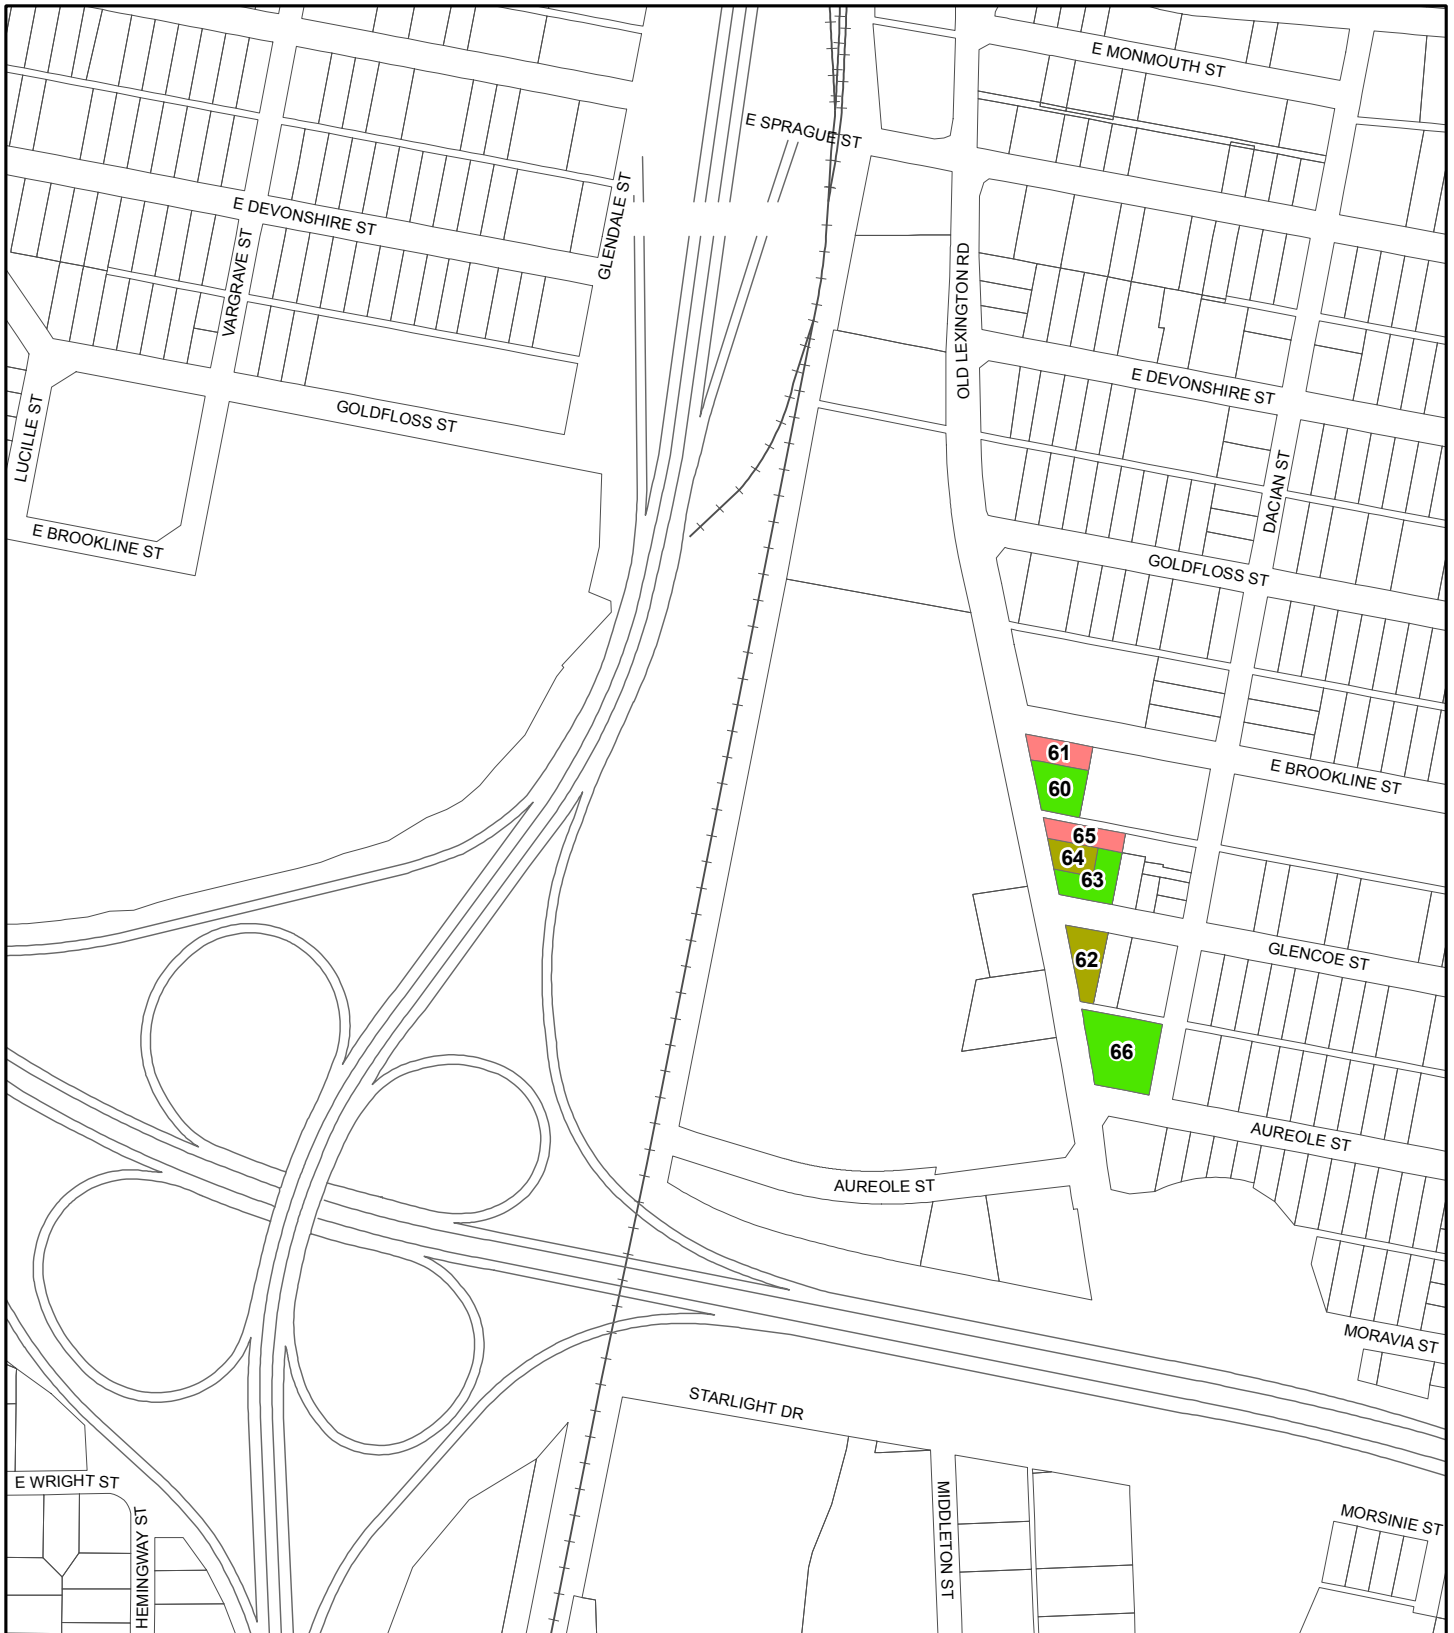 E MONMOUTH ST
E SPRAGUE ST
E DEVONSHIRE ST
GLENDALE ST
VARGRAVE ST
OLD LEXINGTON RD
E DEVONSHIRE ST
LUCILLE ST
GOLDFLOSS ST
DACIAN ST
E BROOKLINE ST
GOLDFLOSS ST
61
60
E BROOKLINE ST
65
64
63
62
GLENCOE ST
66
AUREOLE ST
AUREOLE ST
MORAVIA ST
STARLIGHT DR
E WRIGHT ST
HEMINGWAY ST
MIDDLETON ST
MORSINIE ST